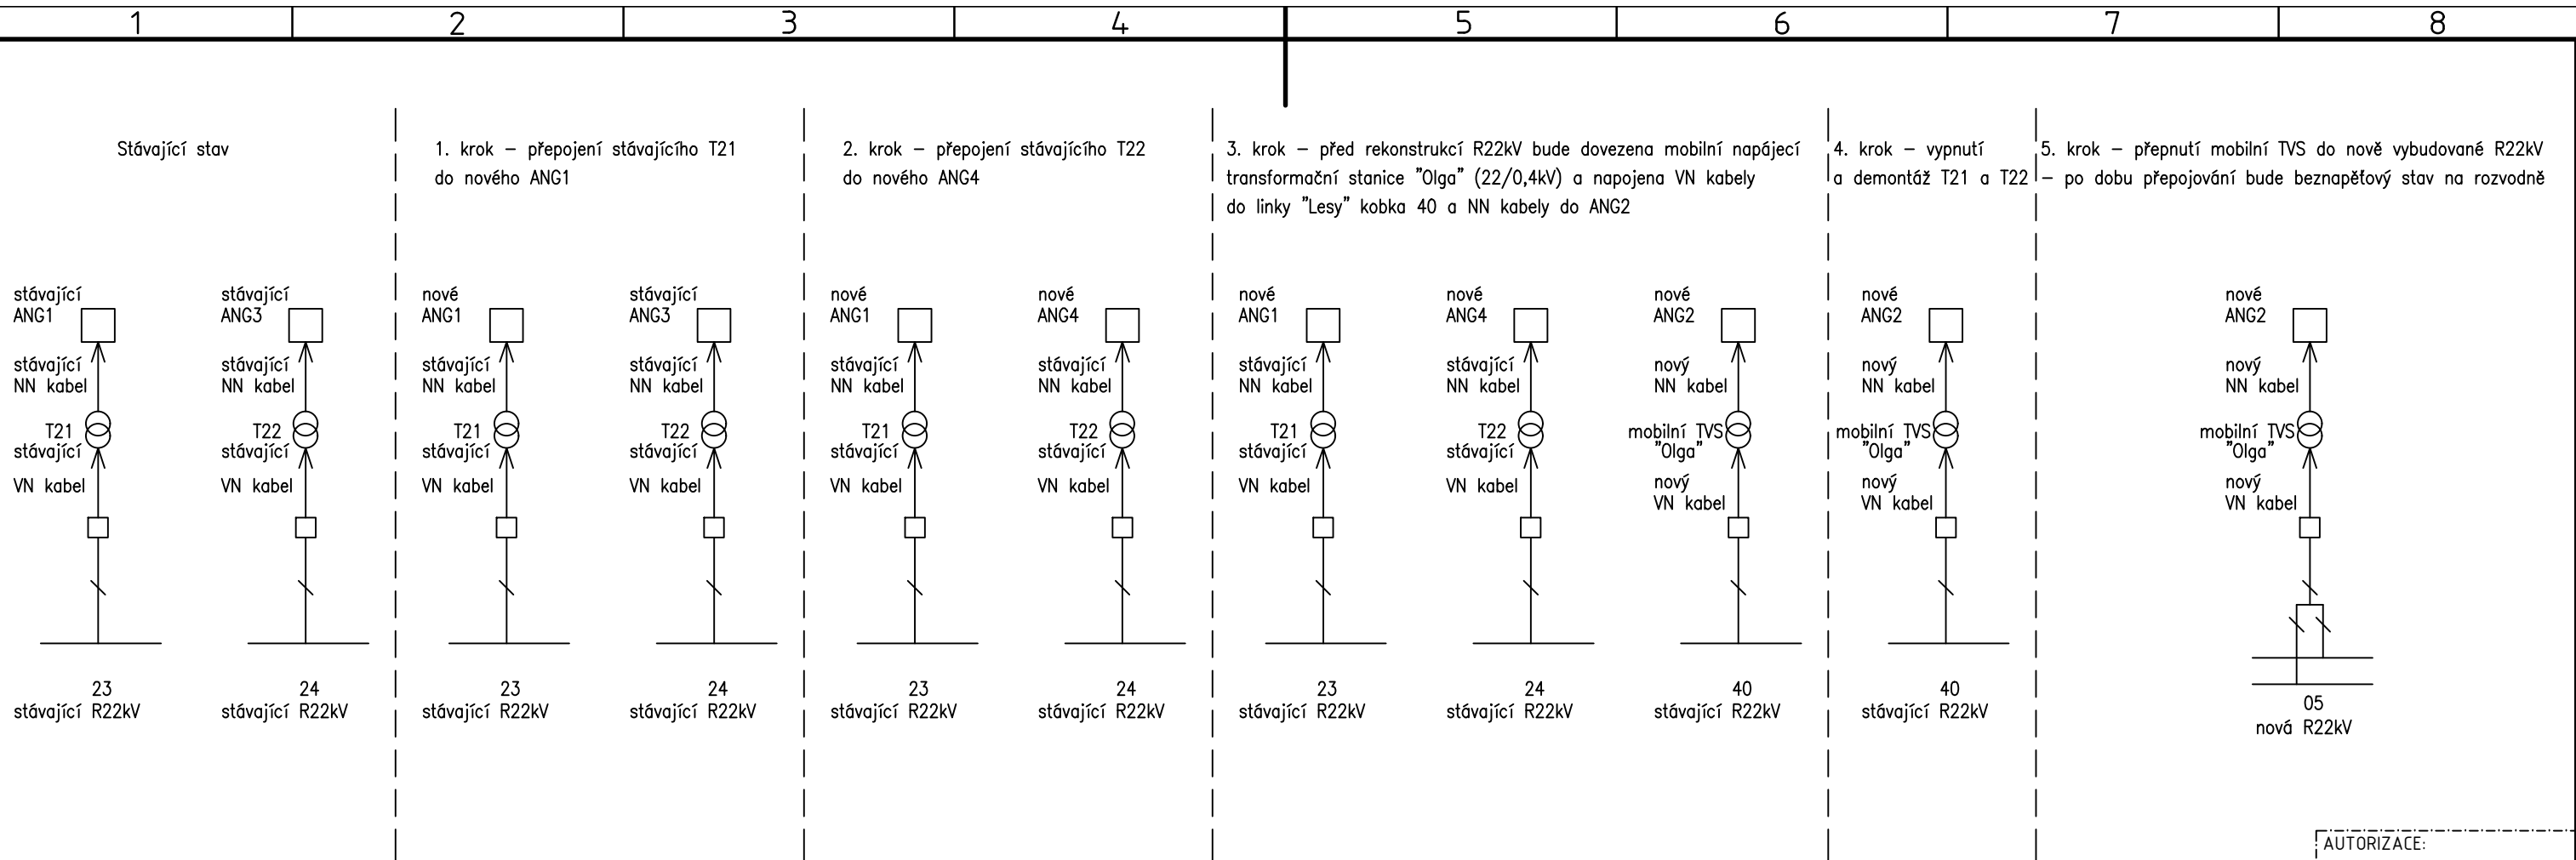 1 2 3 4 5 6 7 8
Stávající stav
1. krok – přepojení stávajícího T21
do nového ANG1
2. krok – přepojení stávajícího T22
do nového ANG4
3. krok – před rekonstrukcí R22kV bude dovezena mobilní napájecí
transformační stanice "Olga" (22/0,4kV) a napojena VN kabely
do linky "Lesy" kobka 40 a NN kabely do ANG2
4. krok – vypnutí
a demontáž T21 a T22
5. krok – přepnutí mobilní TVS do nově vybudované R22kV
– po dobu přepojování bude beznapěťový stav na rozvodně
stávající
ANG1
stávající
NN kabel
T21
stávající
VN kabel
23
stávající R22kV
stávající
ANG3
stávající
NN kabel
T22
stávající
VN kabel
24
stávající R22kV
nové
ANG1
stávající
NN kabel
T21
stávající
VN kabel
23
stávající R22kV
stávající
ANG3
stávající
NN kabel
T22
stávající
VN kabel
24
stávající R22kV
nové
ANG1
stávající
NN kabel
T21
stávající
VN kabel
23
stávající R22kV
nové
ANG4
stávající
NN kabel
T22
stávající
VN kabel
24
stávající R22kV
nové
ANG1
stávající
NN kabel
T21
stávající
VN kabel
23
stávající R22kV
nové
ANG4
stávající
NN kabel
T22
stávající
VN kabel
24
stávající R22kV
nové
ANG2
nový
NN kabel
mobilní TVS
"Olga"
nový
VN kabel
40
stávající R22kV
nové
ANG2
nový
NN kabel
mobilní TVS
"Olga"
nový
VN kabel
40
stávající R22kV
nové
ANG2
nový
NN kabel
mobilní TVS
"Olga"
nový
VN kabel
05
nová R22kV
AUTORIZACE: